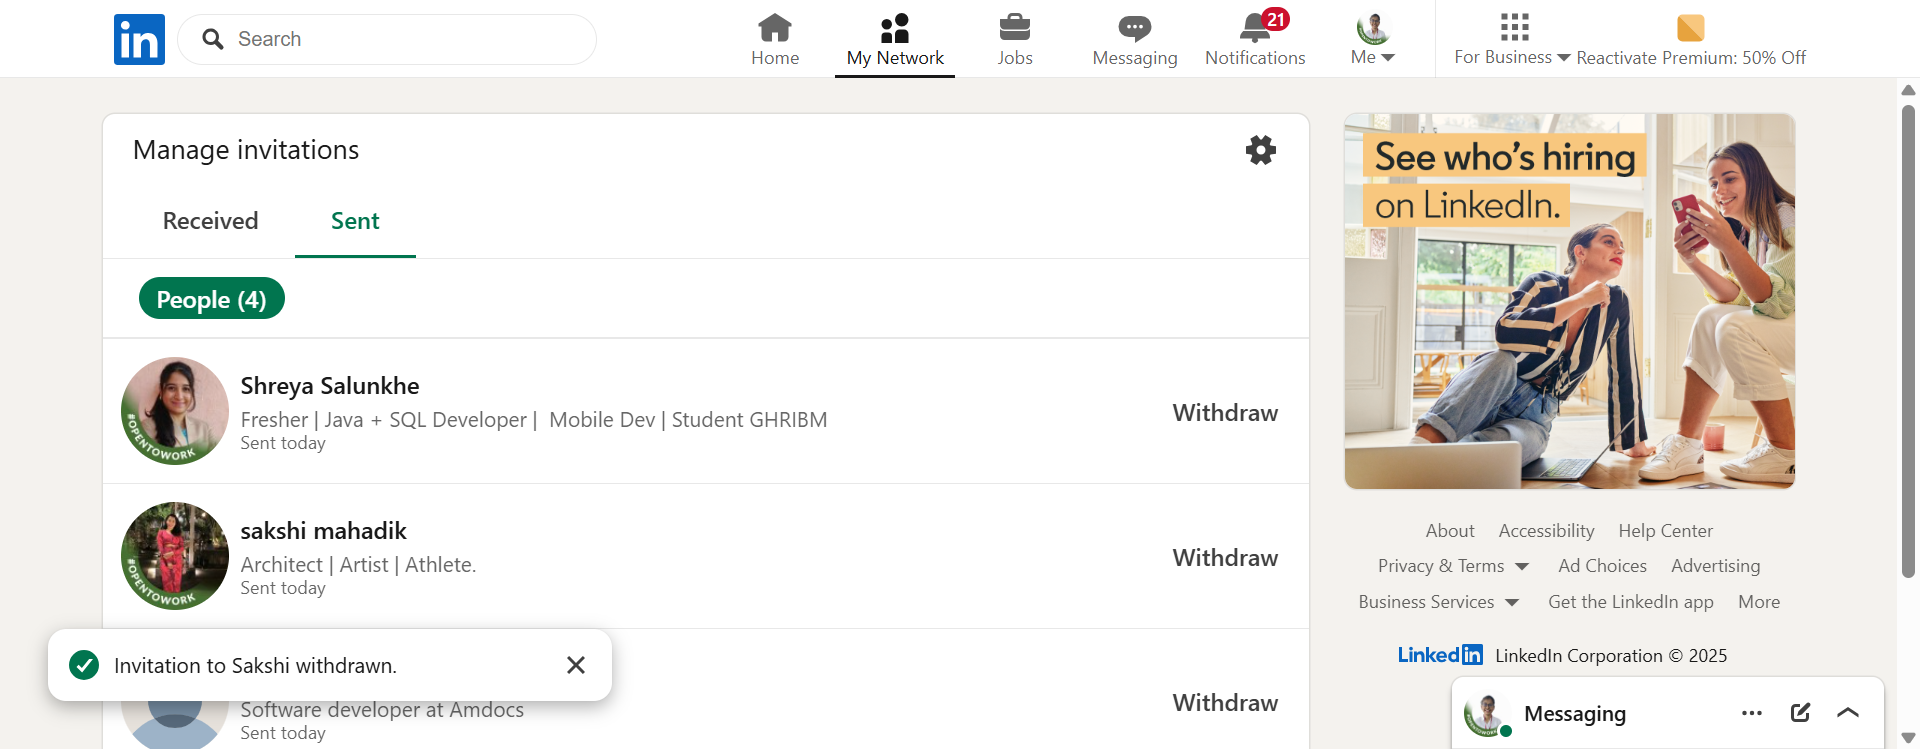 in
Search
Home
My Network
Jobs
Messaging
21
Notifications
Me
For Business
Reactivate Premium: 50% Off
Manage invitations
Received
Sent
People (4)
#OPENTOWORK
Shreya Salunkhe
Fresher | Java + SQL Developer | Mobile Dev | Student GHRIBM
Sent today
Withdraw
#OPENTOWORK
sakshi mahadik
Architect | Artist | Athlete.
Sent today
Withdraw
Invitation to Sakshi withdrawn.
Software developer at Amdocs
Sent today
Withdraw
See who's hiring
on LinkedIn.
About Accessibility Help Center
Privacy & Terms Ad Choices Advertising
Business Services Get the LinkedIn app More
LinkedIn LinkedIn Corporation © 2025
Messaging